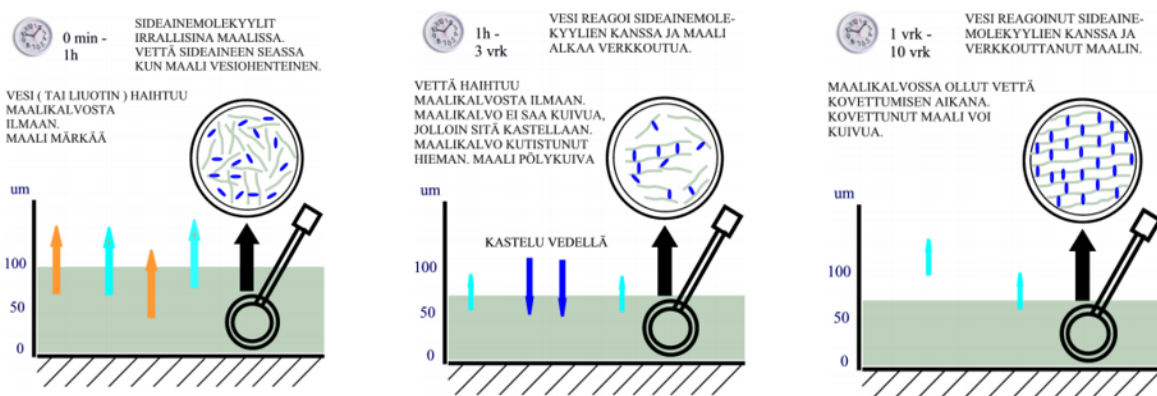 0 min -
1h
SIDEAINEMOLEKYYLIT
IRRALLISINA MAALISSA.
VETTÄ SIDEAINEEN SEASSA
KUN MAALI VESIOHENTEINEN.
VESI ( TAI LIUOTIN ) HAIHTUU
MAALIKALVOSTA
ILMAAN.
MAALI MÄRKÄÄ
um
100
50
0
1h -
3 vrk
VESI REAGOI SIDEAINEMOLE-
KYYLIEN KANSSA JA MAALI
ALKAA VERKKOUTUA.
VETTÄ HAIHTUU
MAALIKALVOSTA ILMAAN.
MAALIKALVO EI SAA KUIVUA,
JOLLOIN SITÄ KASTELLAAN.
MAALIKALVO KUTISTUNUT
HIEMAN. MAALI PÖLYKUIVA
um
KASTELU VEDELLÄ
100
50
0
1 vrk -
10 vrk
VESI REAGOINUT SIDEAINE-
MOLEKYYLIEN KANSSA JA
VERKKOUTTANUT MAALIN.
MAALIKALVOSSA OLLUT VETTÄ
KOVETTUMISEN AIKANA.
KOVETTUNUT MAALI VOI
KUIVUA.
um
100
50
0